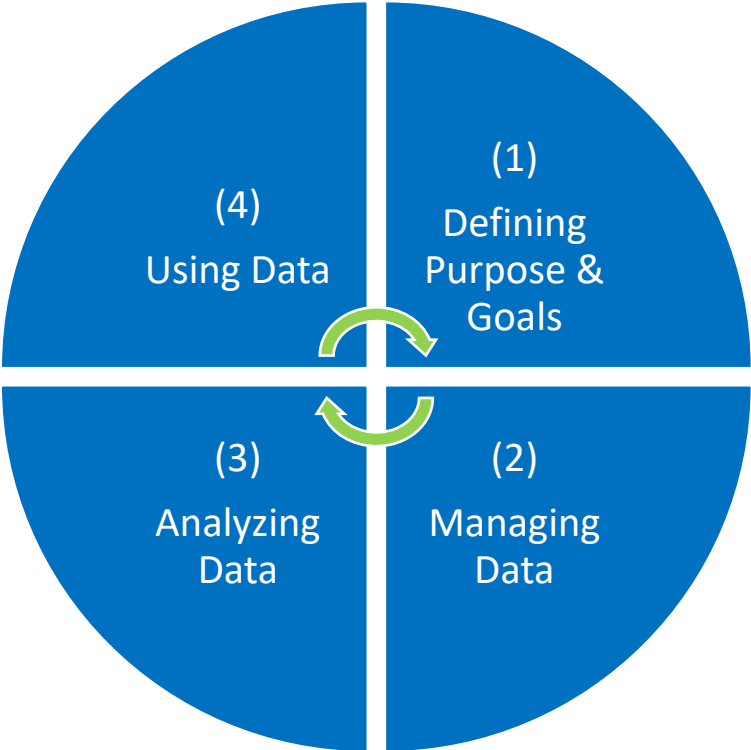 (1)
Defining
Purpose &
Goals
(2)
Managing
Data
(3)
Analyzing
Data
(4)
Using Data